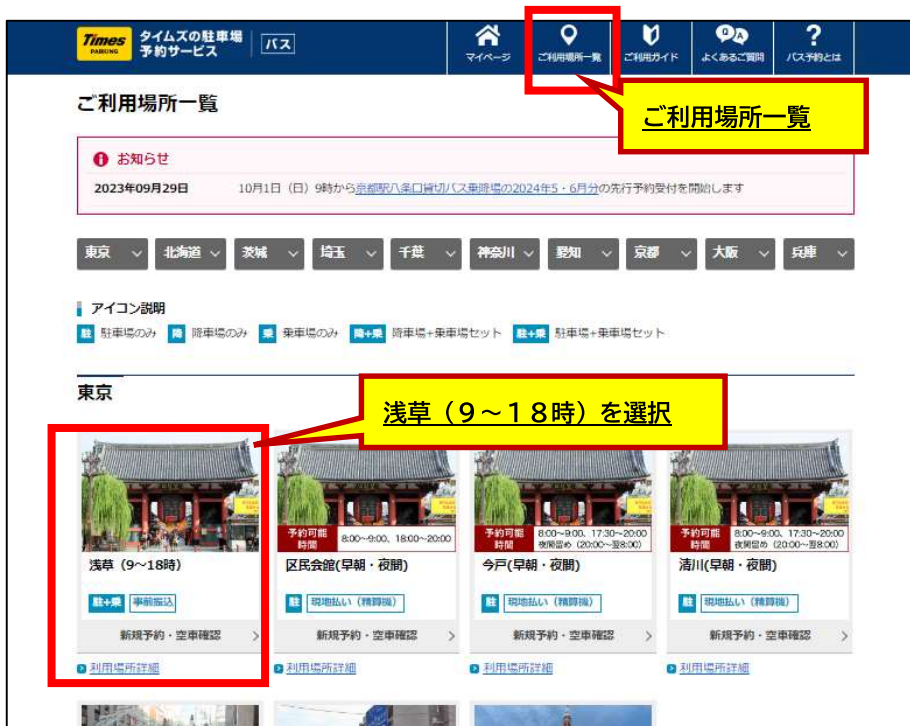 Times
PARKING
タイムズの駐車場
予約サービス
バス
マイページ
ご利用場所一覧
ご利用ガイド
よくあるご質問
バス予約とは
ご利用場所一覧
ご利用場所一覧
お知らせ
2023年09月29日 10月1日（日）9時から京都駅八条口貸切バス乗降場の2024年5・6月分の先行予約受付を開始します
東京 北海道 茨城 埼玉 千葉 神奈川 愛知 京都 大阪 兵庫
アイコン説明
駐 駐車場のみ 降 降車場のみ 乗 乗車場のみ 降+乗 降車場+乗車場セット 駐+乗 駐車場+乗車場セット
東京
浅草（９～１８時）を選択
浅草（9～18時）
駐+乗 事前振込
新規予約・空車確認
利用場所詳細
予約可能
時間
8:00～9:00、18:00～20:00
区民会館(早朝・夜間)
駐 現地払い（精算機）
新規予約・空車確認
利用場所詳細
予約可能
時間
8:00～9:00、17:30～20:00
夜間留め（20:00～翌8:00）
今戸(早朝・夜間)
駐 現地払い（精算機）
新規予約・空車確認
利用場所詳細
予約可能
時間
8:00～9:00、17:30～20:00
夜間留め（20:00～翌8:00）
清川(早朝・夜間)
駐 現地払い（精算機）
新規予約・空車確認
利用場所詳細